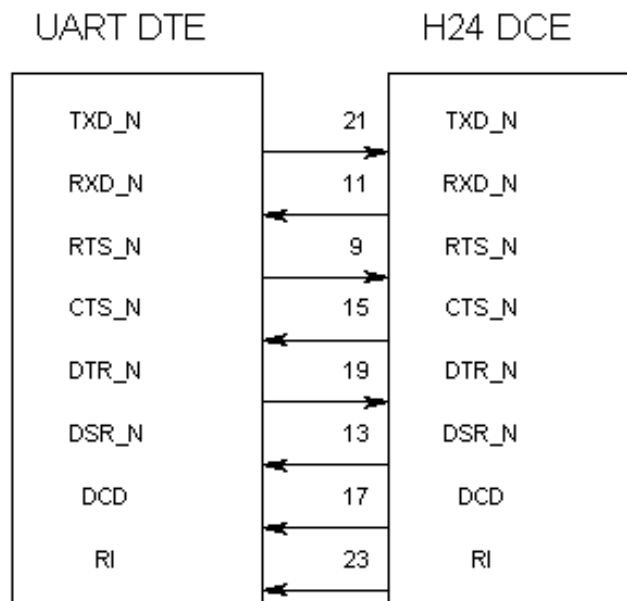 UART DTE H24 DCE
TXD_N 21 TXD_N
RXD_N 11 RXD_N
RTS_N 9 RTS_N
CTS_N 15 CTS_N
DTR_N 19 DTR_N
DSR_N 13 DSR_N
DCD 17 DCD
RI 23 RI